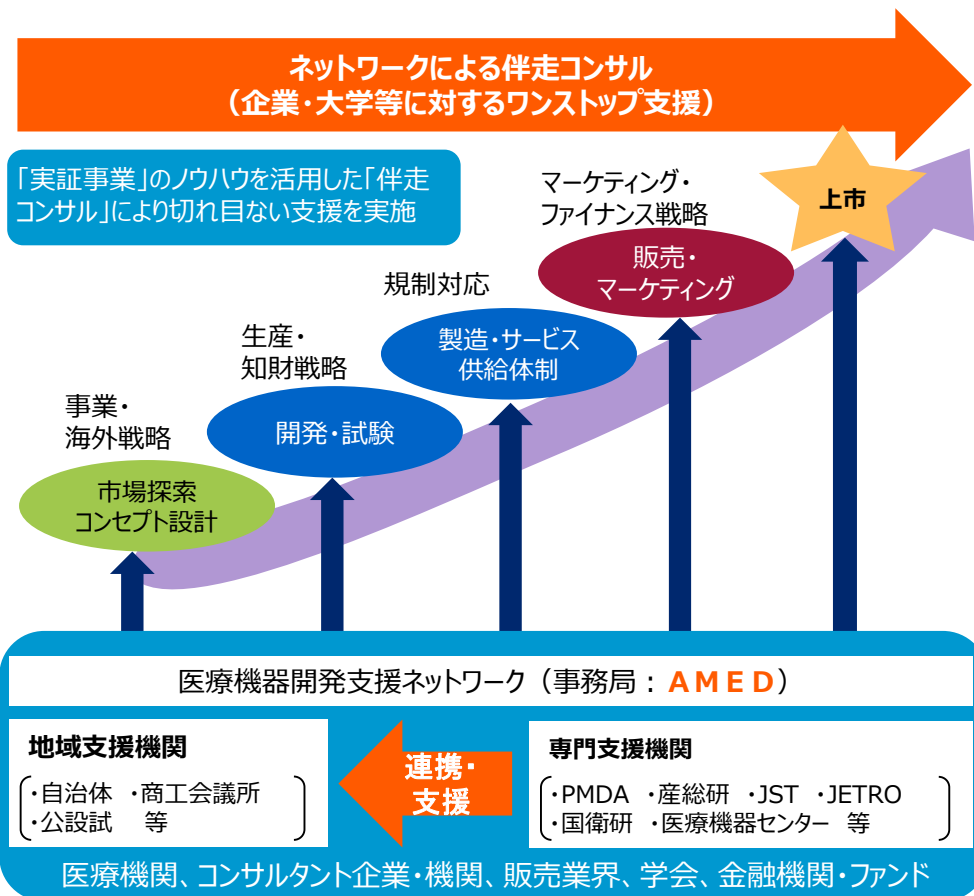 ネットワークによる伴走コンサル
（企業・大学等に対するワンストップ支援）
「実証事業」のノウハウを活用した「伴走
コンサル」により切れ目ない支援を実施
マーケティング・
ファイナンス戦略
上市
販売・
マーケティング
規制対応
製造・サービス
供給体制
生産・
知財戦略
開発・試験
事業・
海外戦略
市場探索
コンセプト設計
医療機器開発支援ネットワーク（事務局：AMED）
地域支援機関
・自治体 ・商工会議所
・公設試 等
連携・
支援
専門支援機関
・PMDA ・産総研 ・JST ・JETRO
・国衛研 ・医療機器センター 等
医療機関、コンサルタント企業・機関、販売業界、学会、金融機関・ファンド